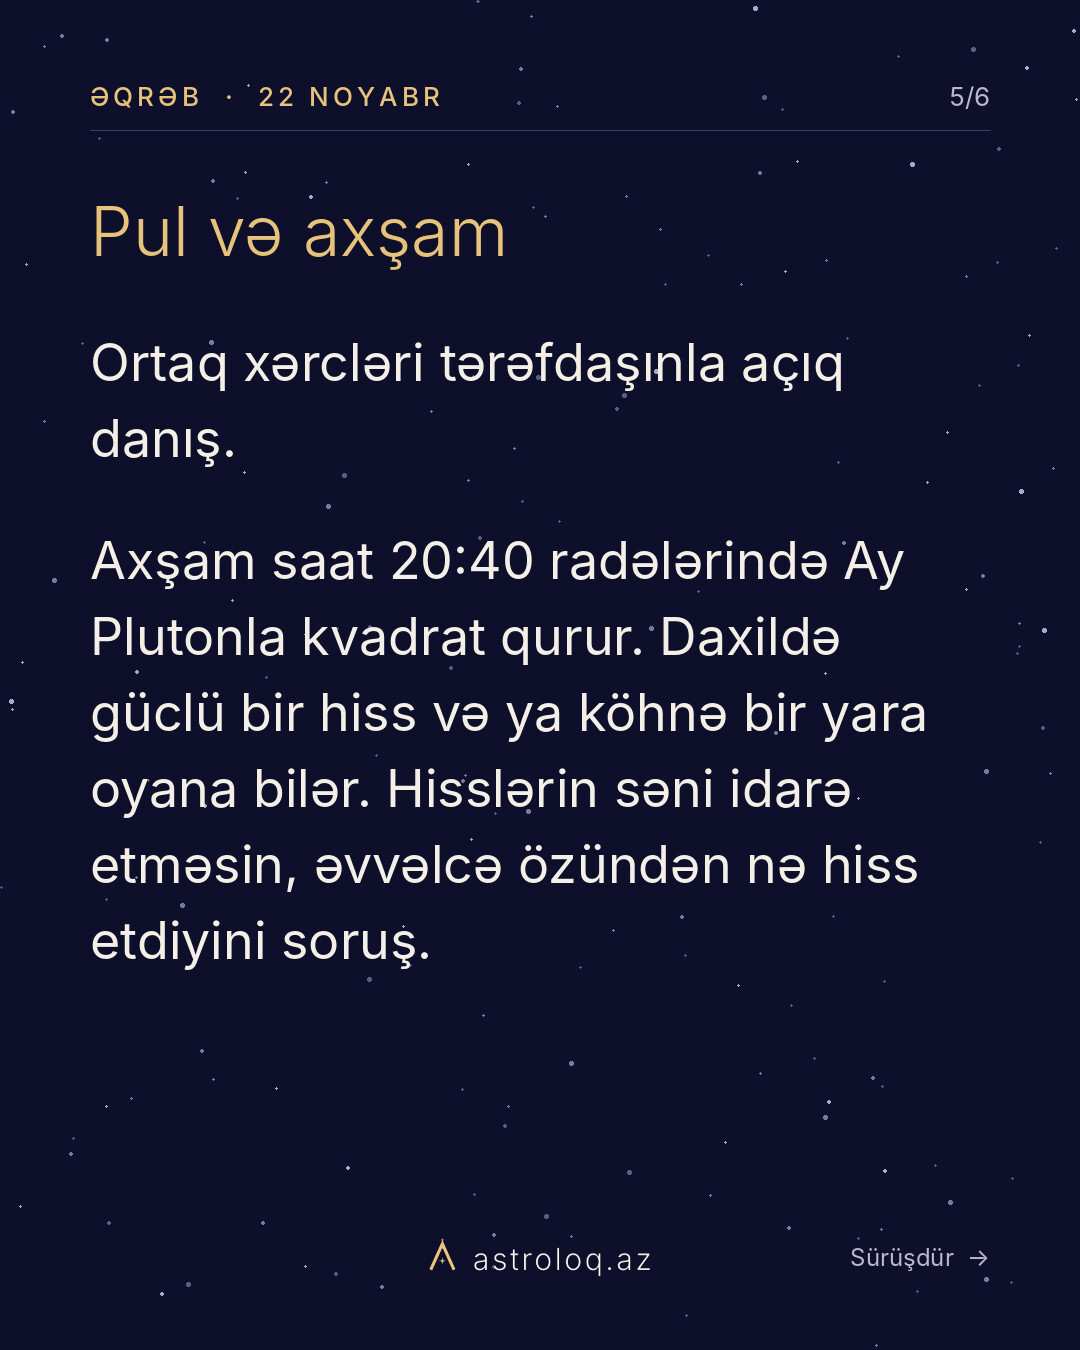 ƏQRƏB · 22 NOYABR
5/6
Pul və axşam
Ortaq xərcləri tərəfdaşınla açıq
danış.
Axşam saat 20:40 radələrində Ay
Plutonla kvadrat qurur. Daxildə
güclü bir hiss və ya köhnə bir yara
oyana bilər. Hisslərin səni idarə
etməsin, əvvəlcə özündən nə hiss
etdiyini soruş.
astroloq.az
Sürüşdür →